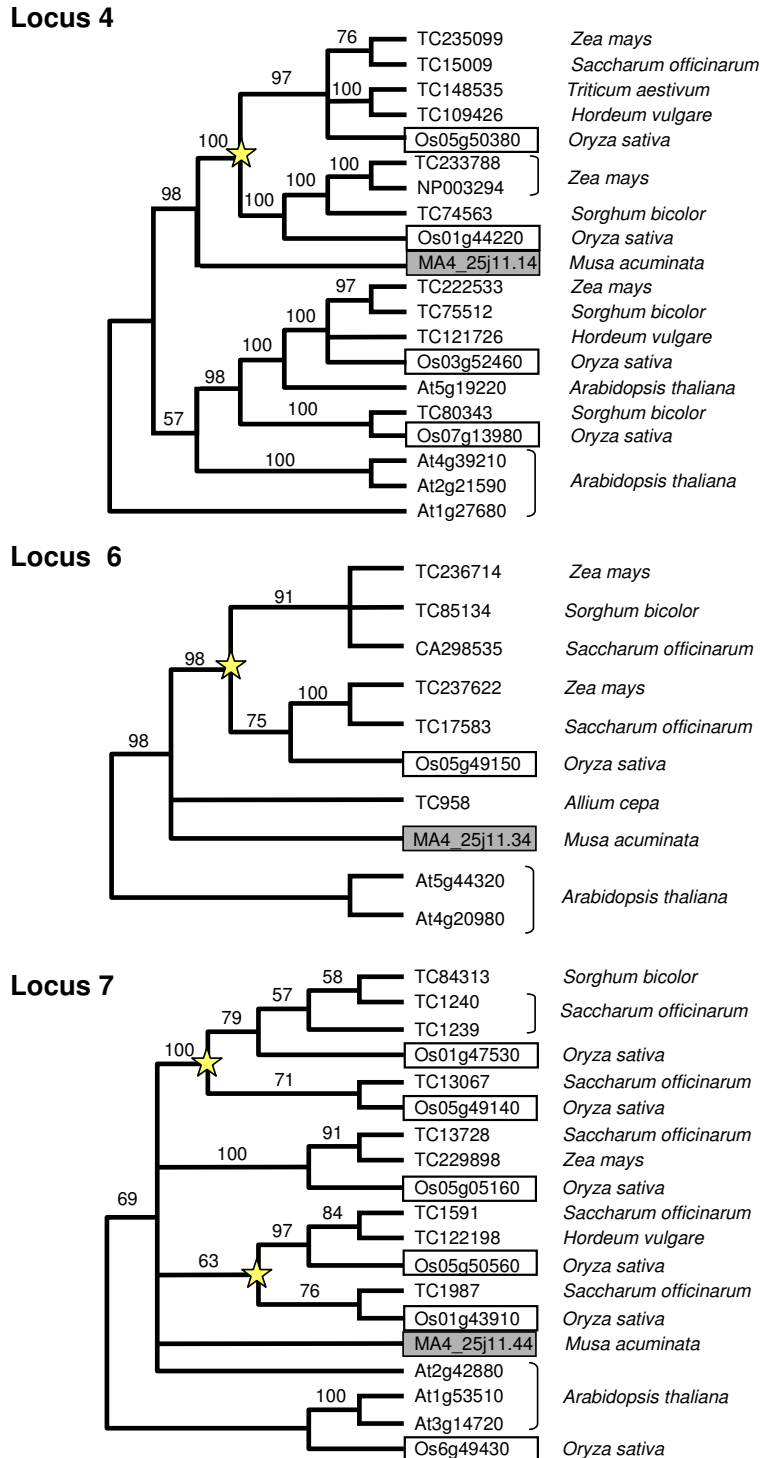 Locus 4
76 TC235099 Zea mays
TC15009 Saccharum officinarum
97
100 TC148535 Triticum aestivum
TC109426 Hordeum vulgare
100 Os05g50380 Oryza sativa
100 TC233788
Zea mays
100 NP003294
98 100 TC74563 Sorghum bicolor
Os01g44220 Oryza sativa
MA4_25j11.14 Musa acuminata
97 TC222533 Zea mays
100 TC75512 Sorghum bicolor
TC121726 Hordeum vulgare
100 Os03g52460 Oryza sativa
98 At5g19220 Arabidopsis thaliana
57 100 TC80343 Sorghum bicolor
Os07g13980 Oryza sativa
100 At4g39210
At2g21590 Arabidopsis thaliana
At1g27680
Locus 6
TC236714 Zea mays
91
TC85134 Sorghum bicolor
CA298535 Saccharum officinarum
98
100 TC237622 Zea mays
75 TC17583 Saccharum officinarum
98
Os05g49150 Oryza sativa
TC958 Allium cepa
MA4_25j11.34 Musa acuminata
At5g44320
Arabidopsis thaliana
At4g20980
Locus 7
58 TC84313 Sorghum bicolor
57 TC1240
Saccharum officinarum
79 TC1239
100 Os01g47530 Oryza sativa
71 TC13067 Saccharum officinarum
Os05g49140 Oryza sativa
91 TC13728 Saccharum officinarum
100 TC229898 Zea mays
Os05g05160 Oryza sativa
69
84 TC1591 Saccharum officinarum
97 TC122198 Hordeum vulgare
63 Os05g50560 Oryza sativa
76 TC1987 Saccharum officinarum
Os01g43910 Oryza sativa
MA4_25j11.44 Musa acuminata
At2g42880
100 At1g53510 Arabidopsis thaliana
At3g14720
Os6g49430 Oryza sativa